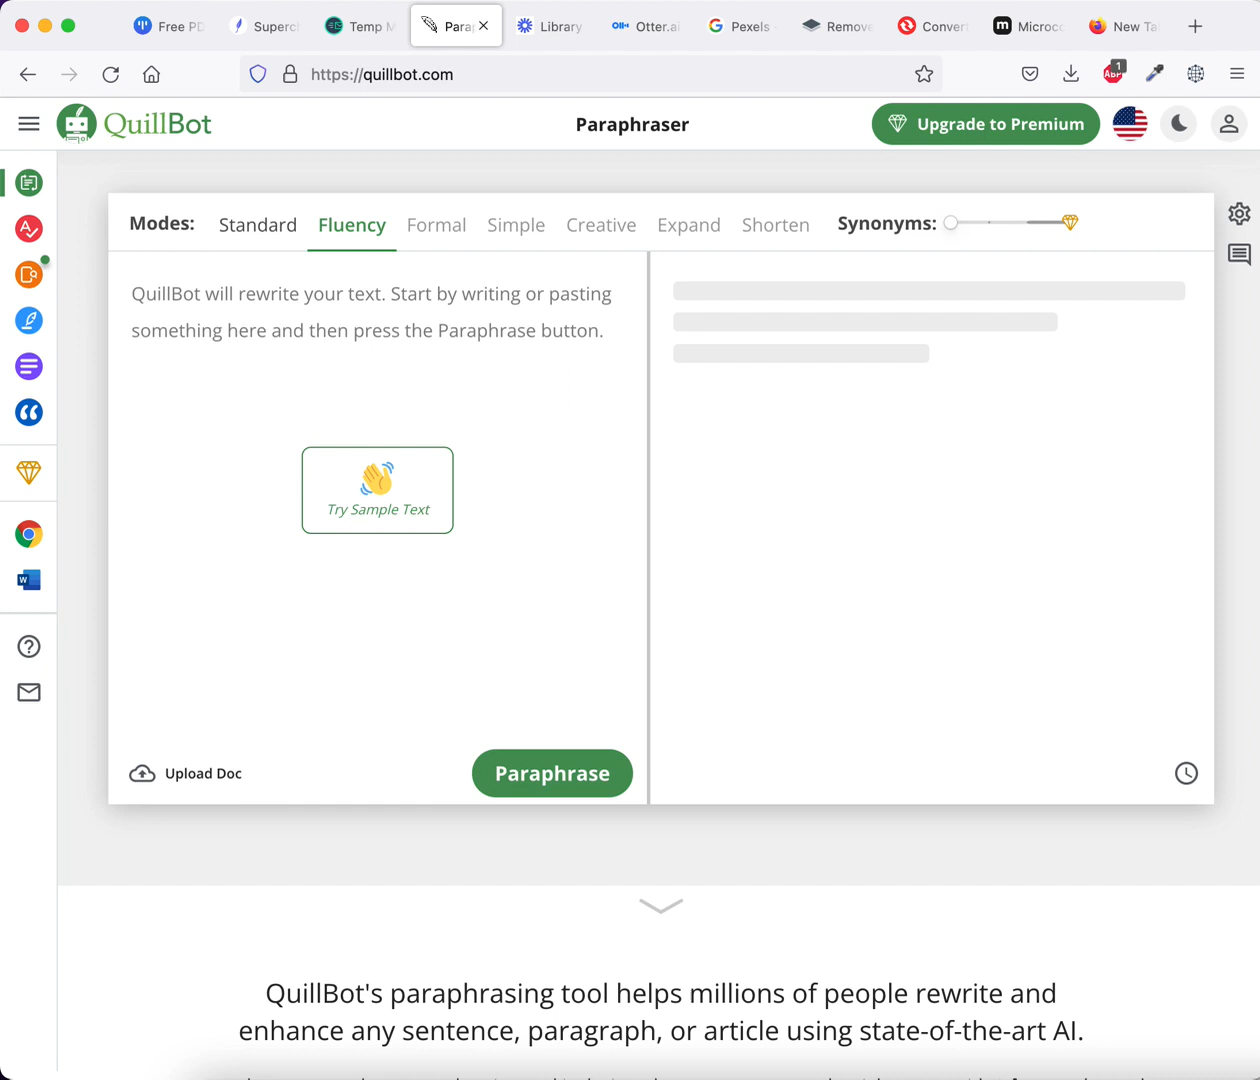 Free PD
Superc
Temp M
Para
Library
Otter.ai
Pexels
Remove
Convert
Microc
New Ta
https://quillbot.com
ABP 1
QuillBot
Paraphraser
Upgrade to Premium
Modes: Standard Fluency Formal Simple Creative Expand Shorten Synonyms:
QuillBot will rewrite your text. Start by writing or pasting
something here and then press the Paraphrase button.
Try Sample Text
Upload Doc
Paraphrase
QuillBot's paraphrasing tool helps millions of people rewrite and
enhance any sentence, paragraph, or article using state-of-the-art AI.